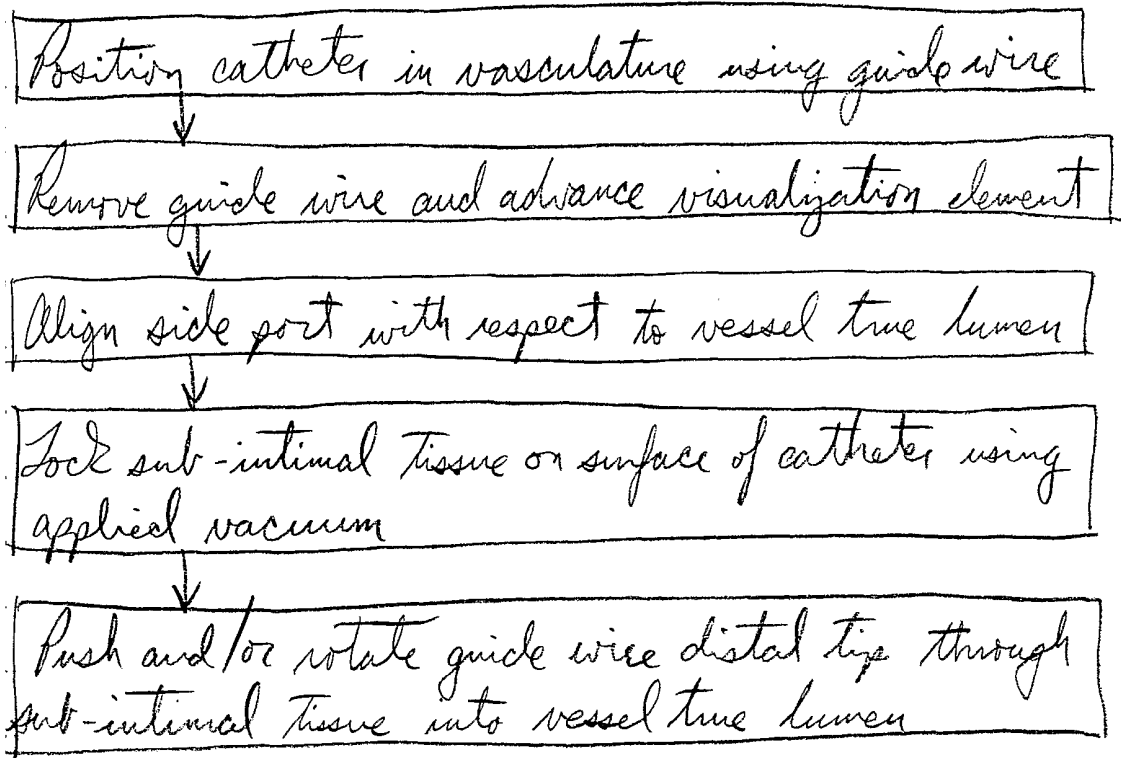 Position catheter in vasculature using guide wire
Remove guide wire and advance visualization element
Align side port with respect to vessel true lumen
Lock sub-intimal tissue on surface of catheter using
applied vacuum
Push and/or rotate guide wire distal tip through
sub-intimal tissue into vessel true lumen